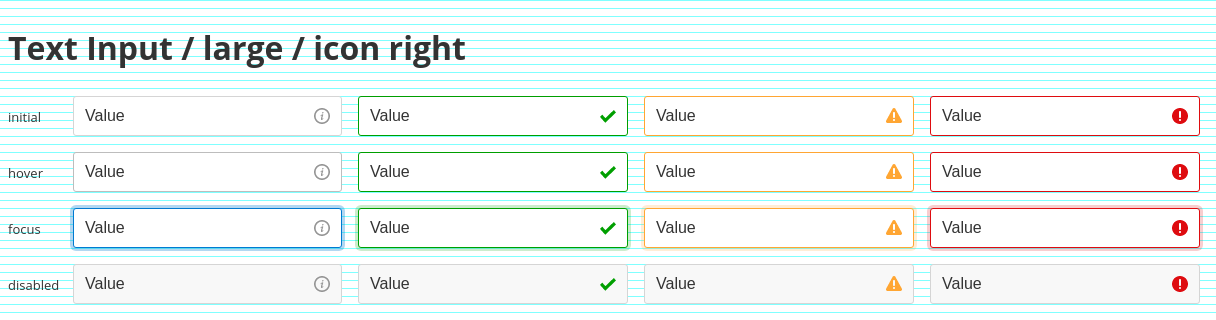 Text Input / large / icon right
initial Value Value Value Value
hover Value Value Value Value
focus Value Value Value Value
disabled Value Value Value Value